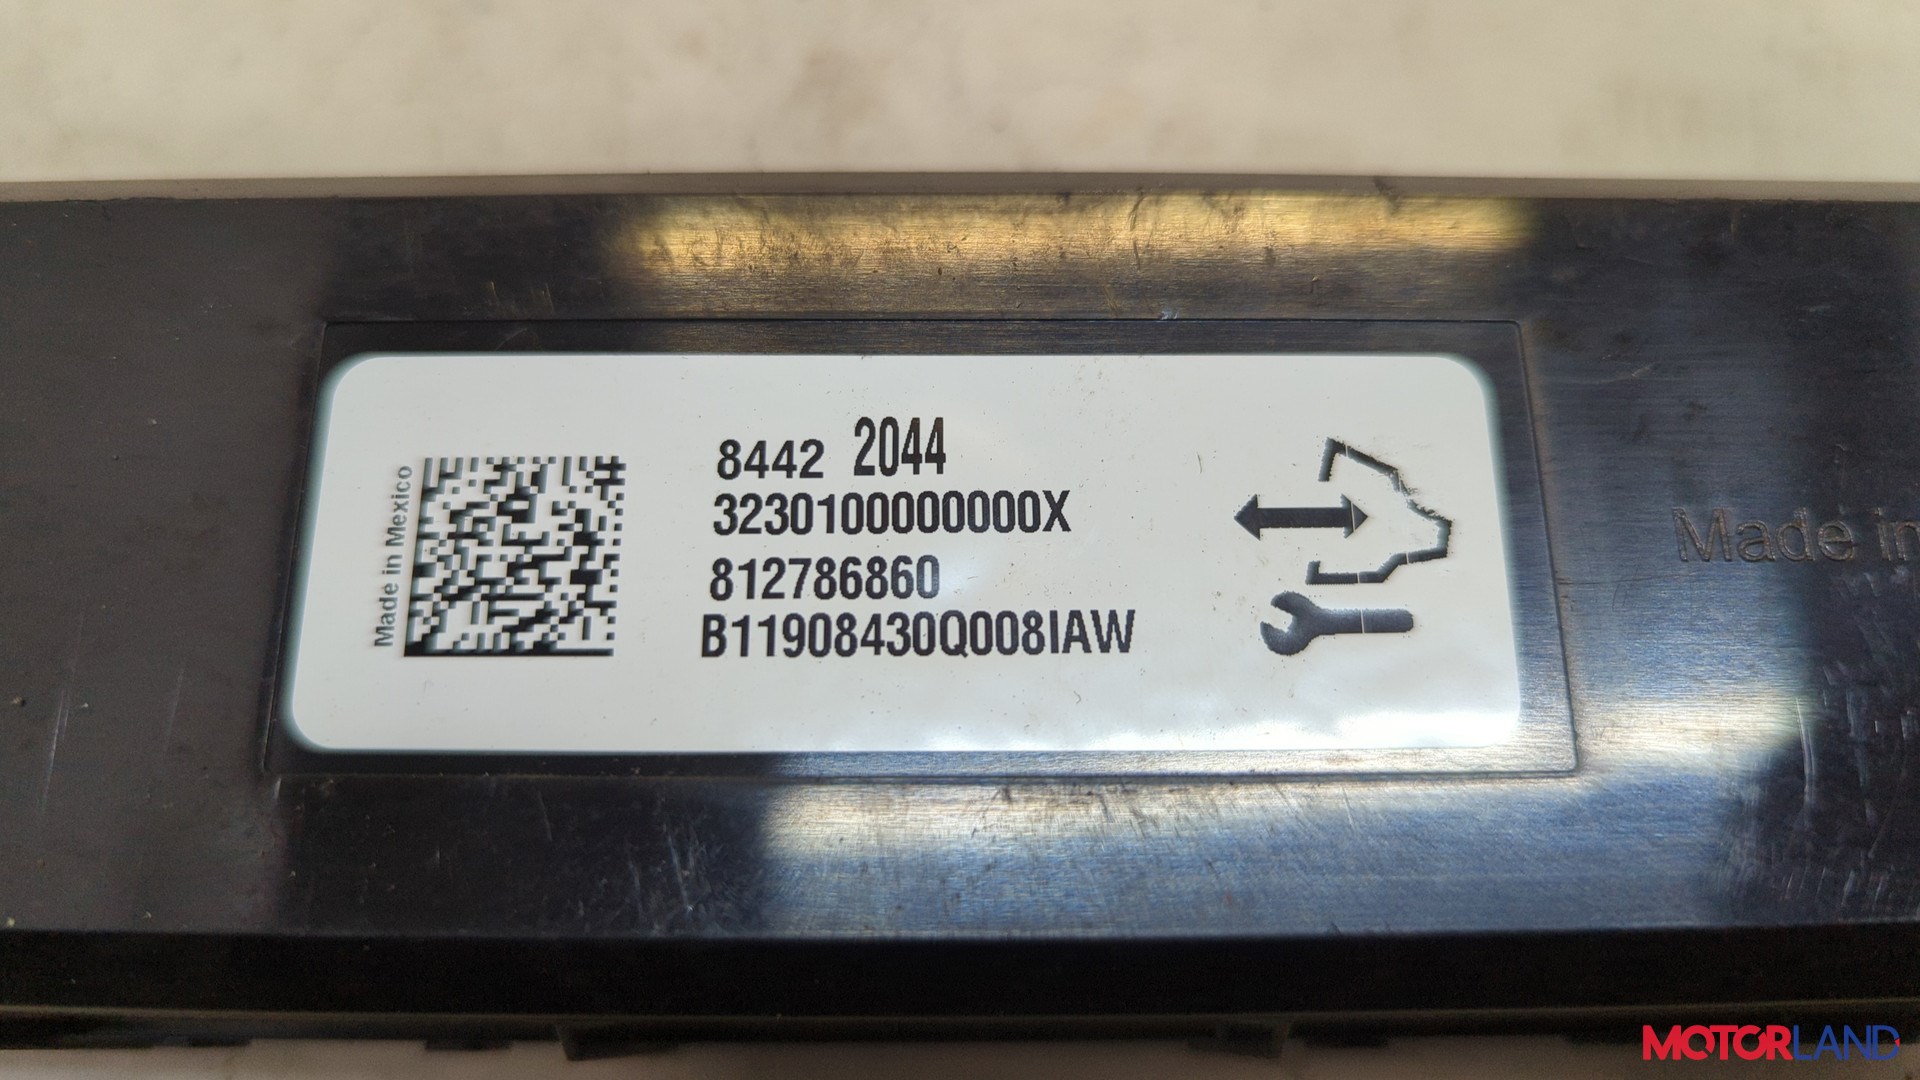 Made in Mexico
8442 2044
3230100000000X
812786860
B11908430Q008IAW
Made in
MOTORLAND